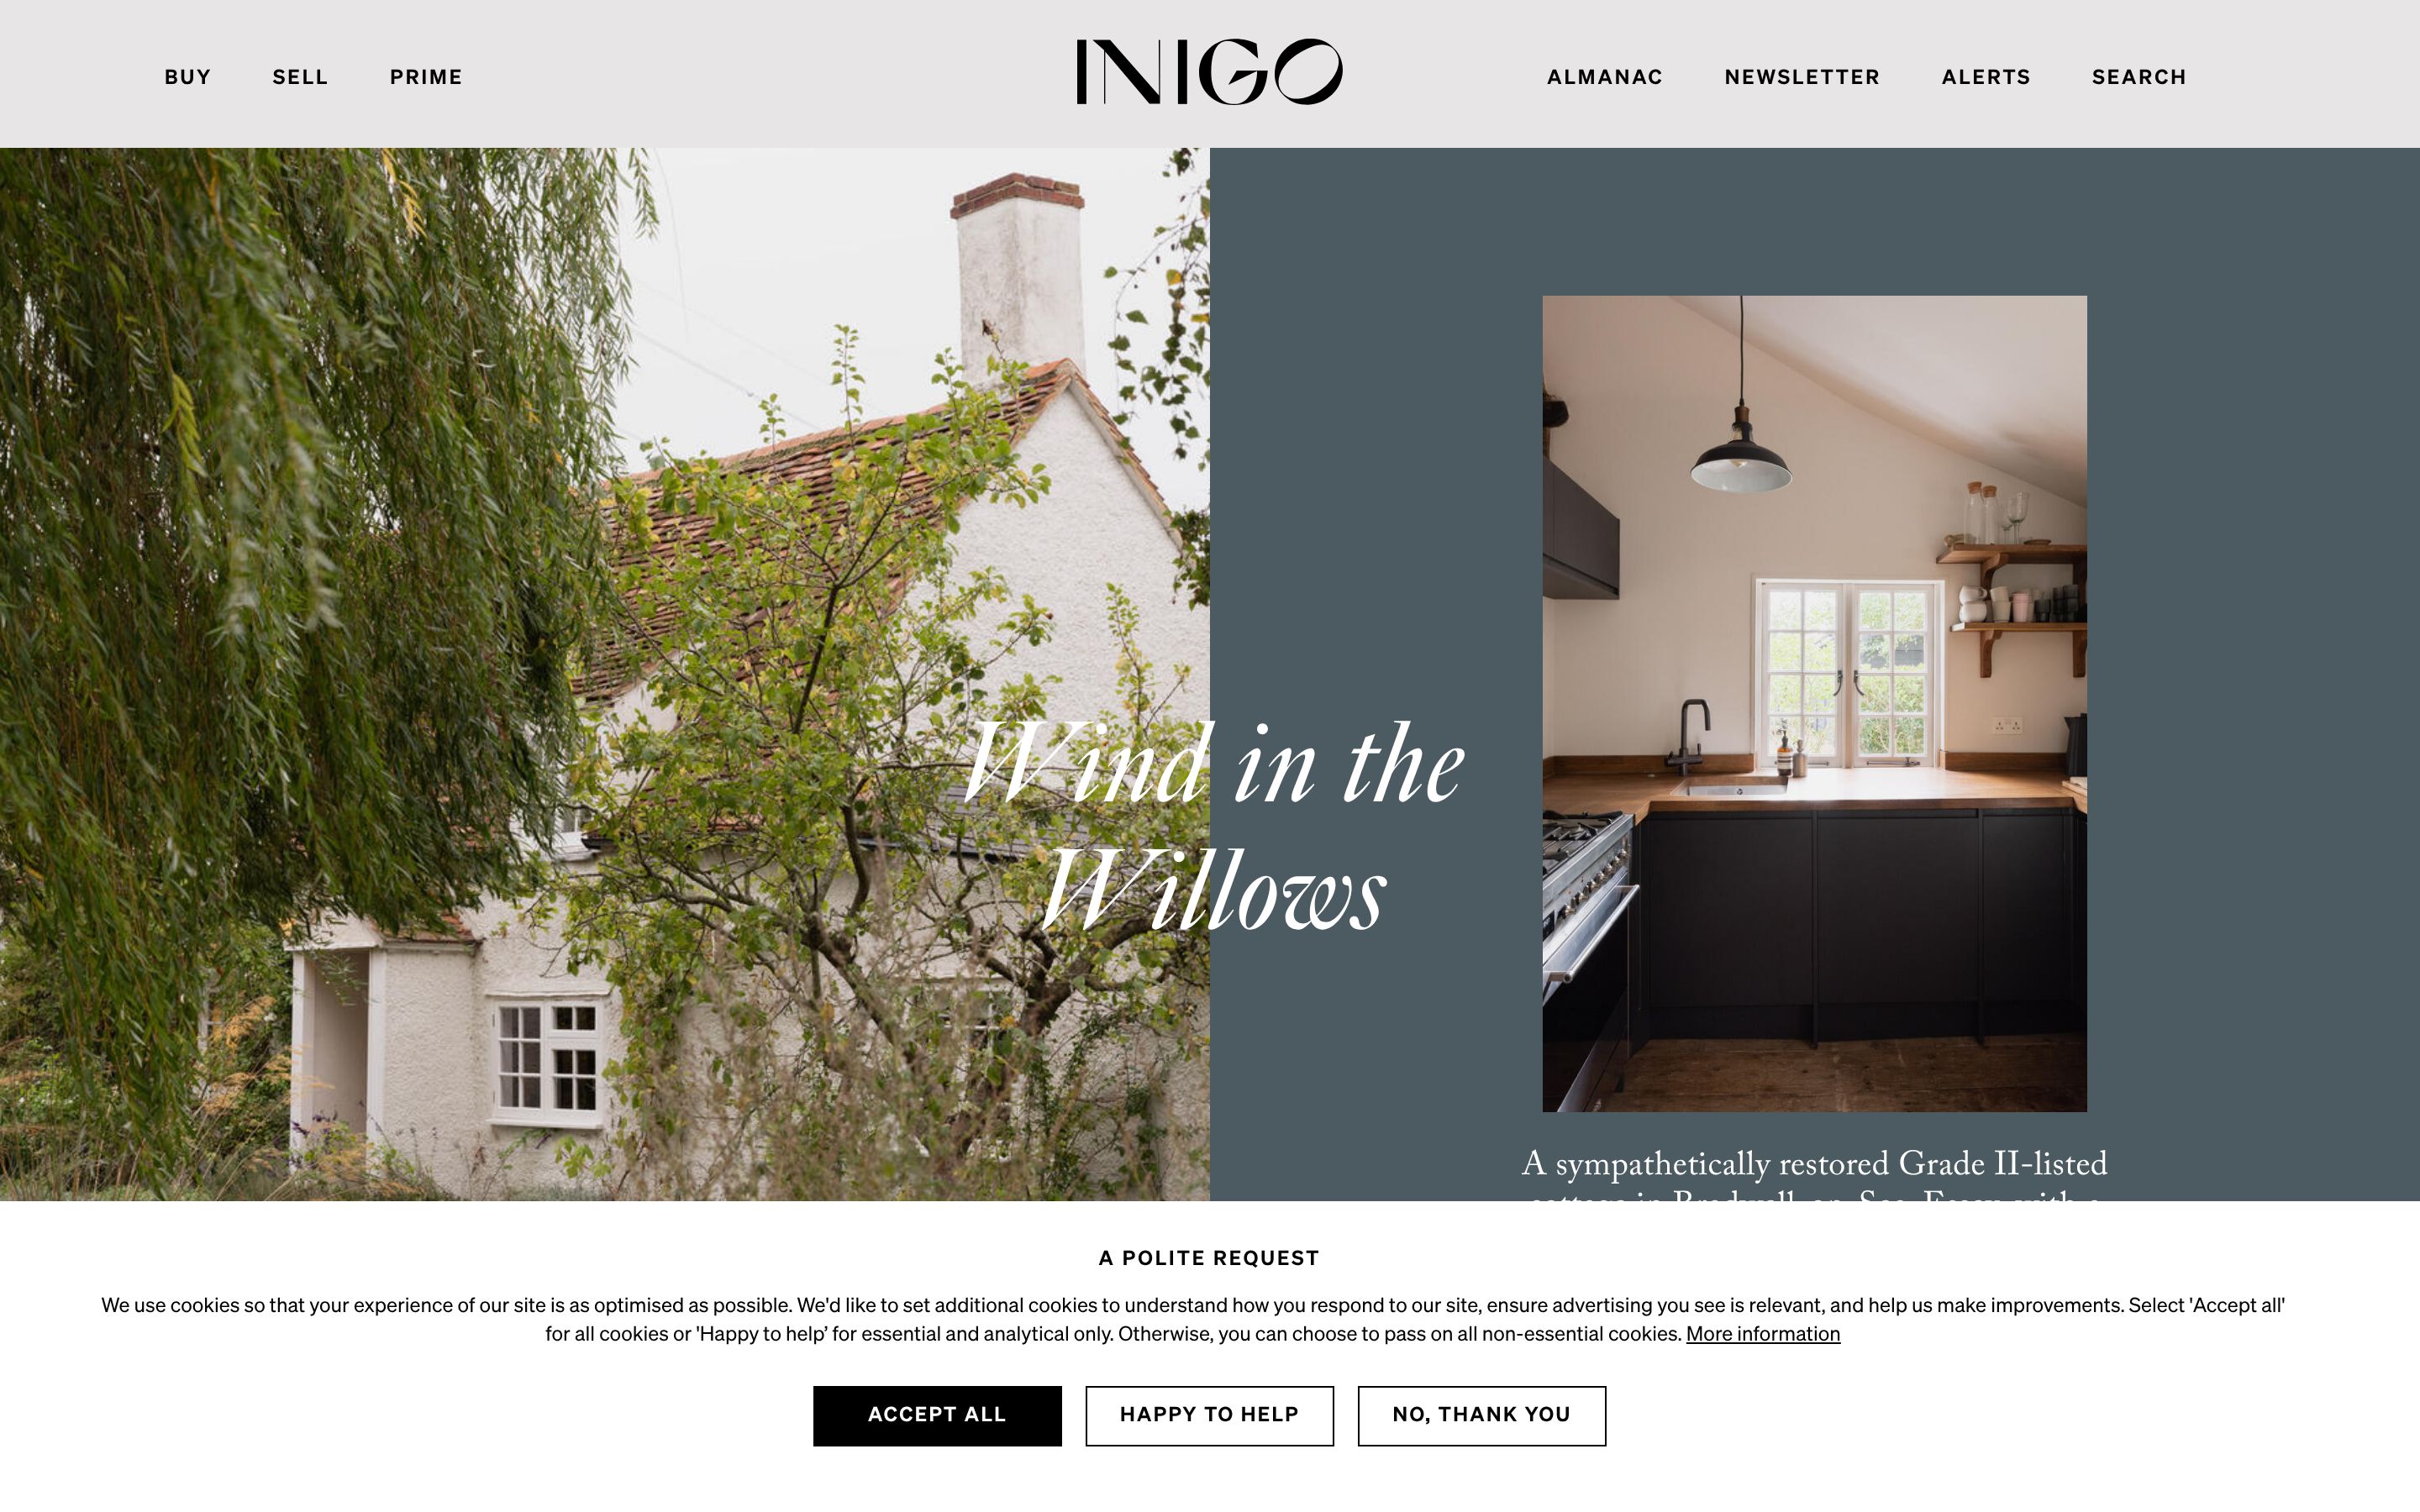 BUY SELL PRIME INIGO ALMANAC NEWSLETTER ALERTS SEARCH
Wind in the
Willows
A sympathetically restored Grade II-listed
A POLITE REQUEST
We use cookies so that your experience of our site is as optimised as possible. We'd like to set additional cookies to understand how you respond to our site, ensure advertising you see is relevant, and help us make improvements. Select 'Accept all'
for all cookies or 'Happy to help’ for essential and analytical only. Otherwise, you can choose to pass on all non-essential cookies. More information
ACCEPT ALL HAPPY TO HELP NO, THANK YOU